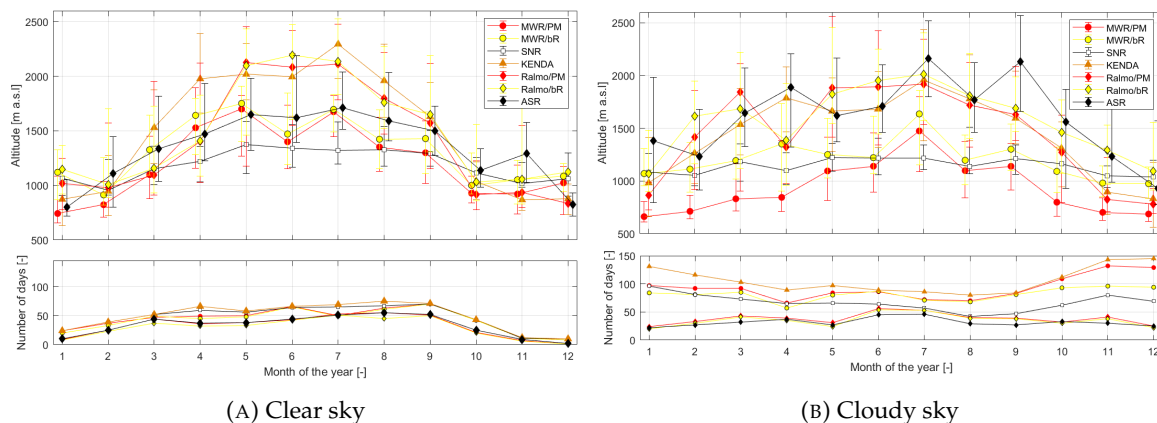 2500
2000
1500
1000
500
Altitude [m a.s.l]
MWR/PM
MWR/bR
SNR
KENDA
Ralmo/PM
Ralmo/bR
ASR
100
50
0
Number of days [-]
1 2 3 4 5 6 7 8 9 10 11 12
Month of the year [-]
(A) Clear sky
2500
2000
1500
1000
500
Altitude [m a.s.l]
MWR/PM
MWR/bR
SNR
KENDA
Ralmo/PM
Ralmo/bR
ASR
150
100
50
0
Number of days [-]
1 2 3 4 5 6 7 8 9 10 11 12
Month of the year [-]
(B) Cloudy sky